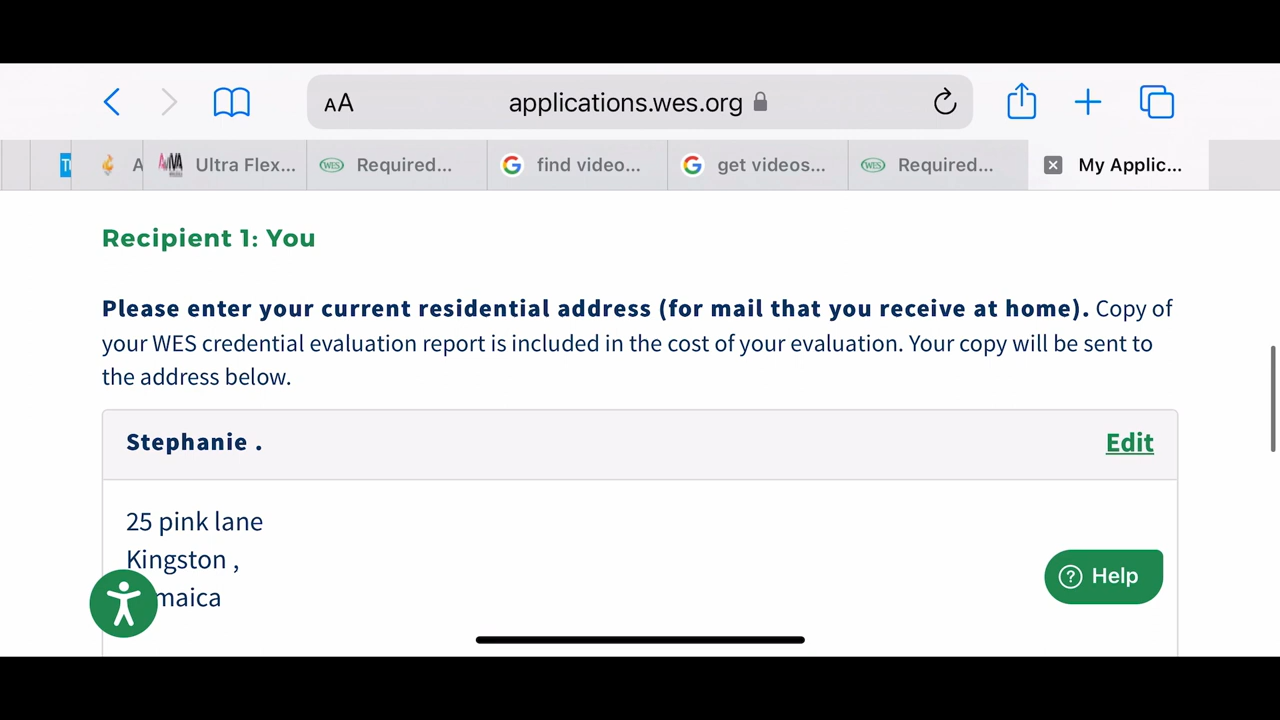 AA applications.wes.org
A Ultra Flex... WES Required... find video... get videos... WES Required... My Applic...
Recipient 1: You
Please enter your current residential address (for mail that you receive at home). Copy of
your WES credential evaluation report is included in the cost of your evaluation. Your copy will be sent to
the address below.
Stephanie .
Edit
25 pink lane
Kingston ,
maica
Help